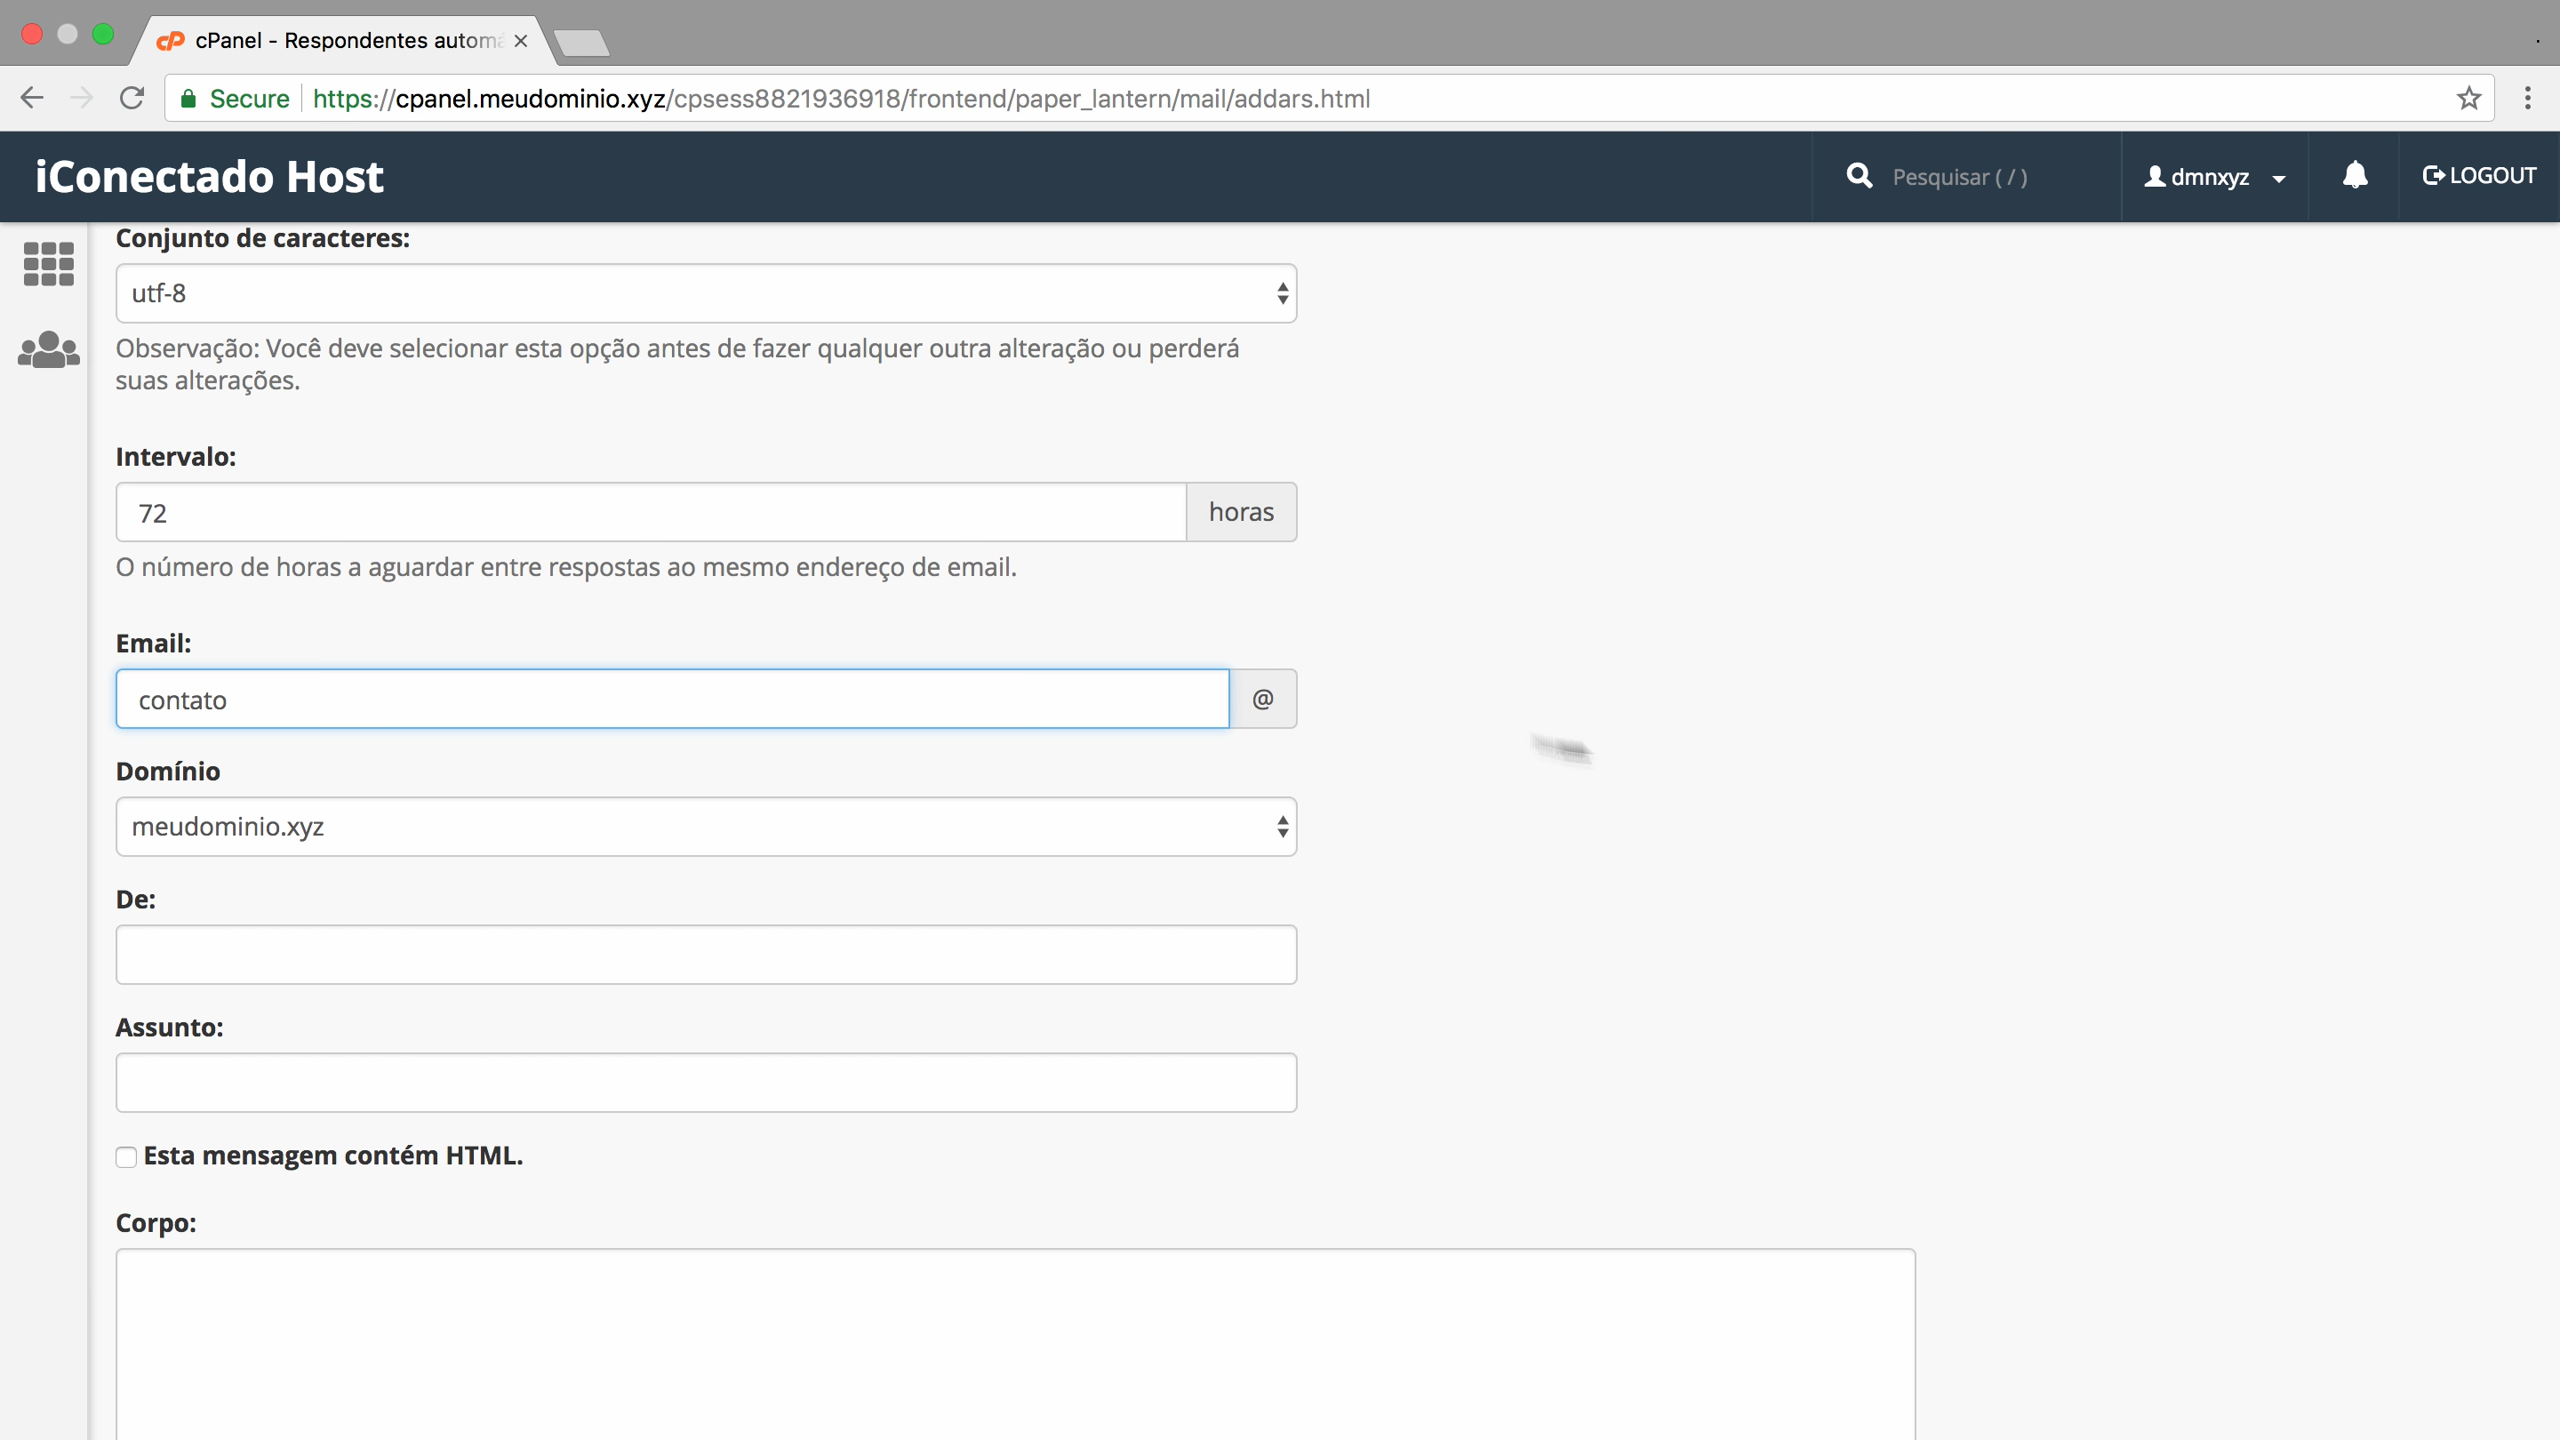 cPanel - Respondentes automá
Secure https://cpanel.meudominio.xyz/cpsess8821936918/frontend/paper_lantern/mail/addars.html
iConectado Host
Pesquisar ( / )
dmnxyz
LOGOUT
Conjunto de caracteres:
utf-8
Observação: Você deve selecionar esta opção antes de fazer qualquer outra alteração ou perderá
suas alterações.
Intervalo:
72
horas
O número de horas a aguardar entre respostas ao mesmo endereço de email.
Email:
contato
@
Domínio
meudominio.xyz
De:
Assunto:
Esta mensagem contém HTML.
Corpo: